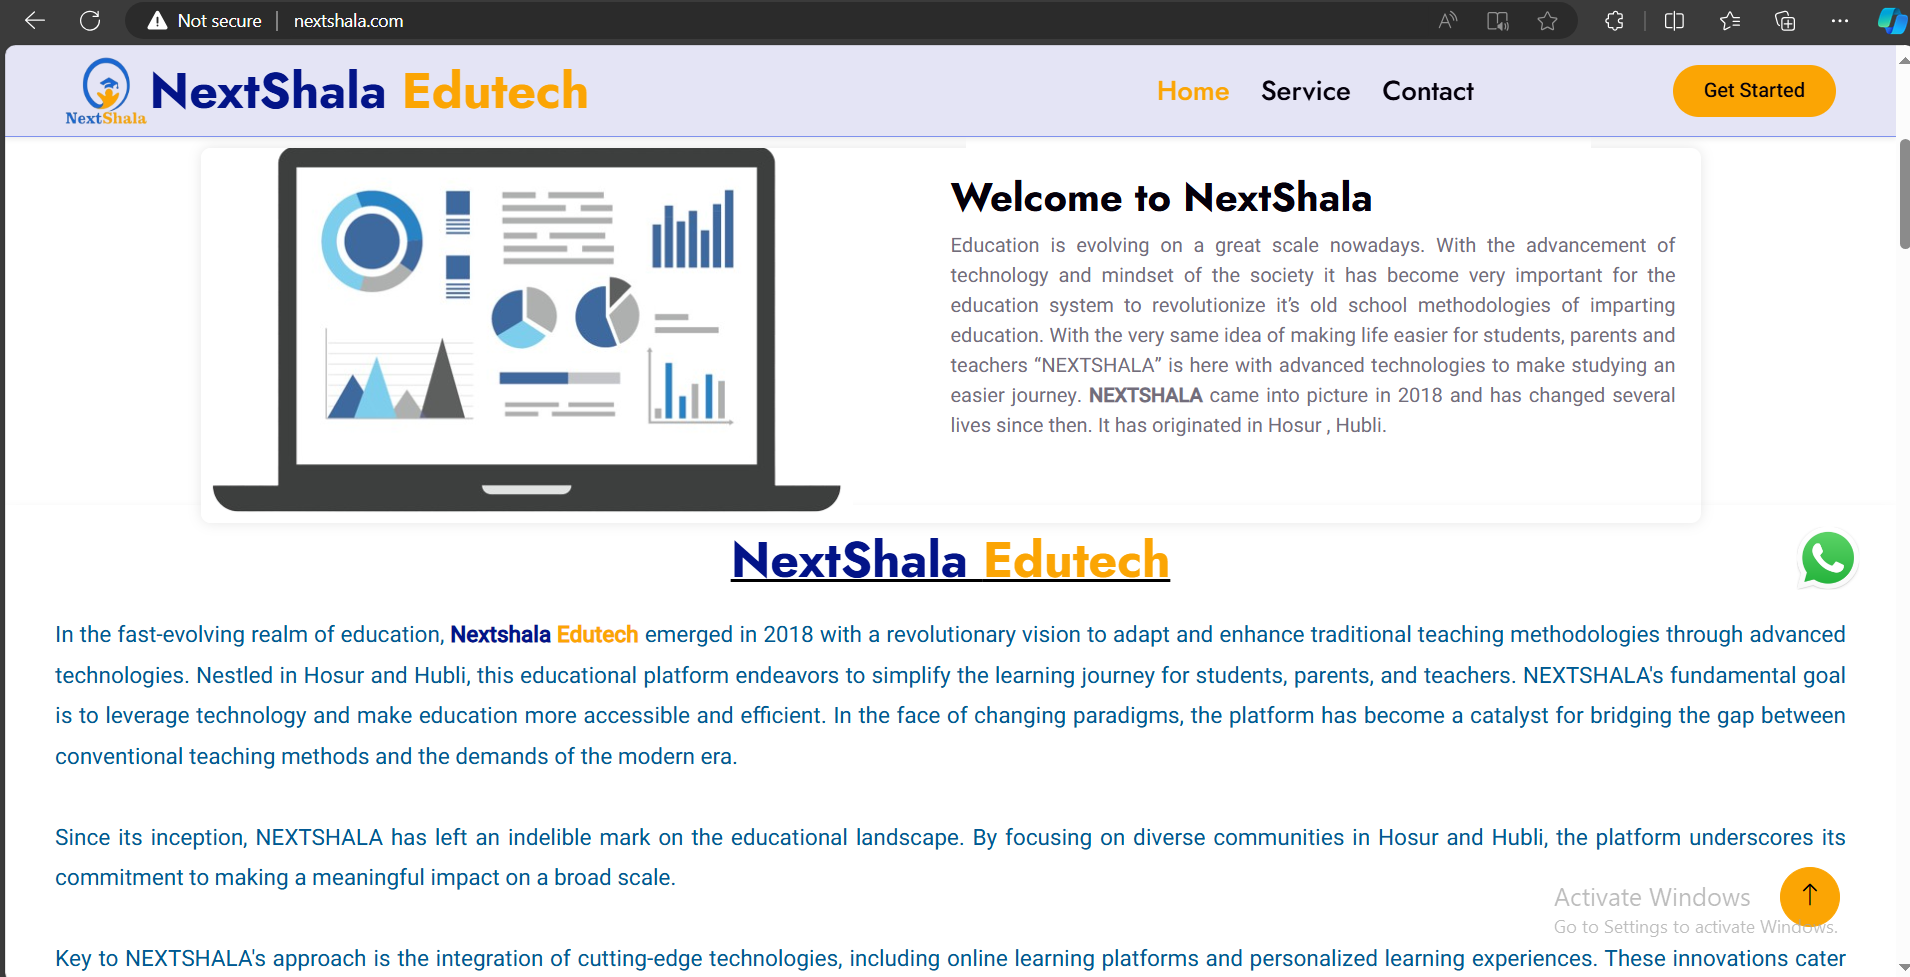 Not secure | nextshala.com
NextShala
NextShala Edutech
Home Service Contact
Get Started
Welcome to NextShala
Education is evolving on a great scale nowadays. With the advancement of
technology and mindset of the society it has become very important for the
education system to revolutionize it’s old school methodologies of imparting
education. With the very same idea of making life easier for students, parents and
teachers “NEXTSHALA” is here with advanced technologies to make studying an
easier journey. NEXTSHALA came into picture in 2018 and has changed several
lives since then. It has originated in Hosur , Hubli.
NextShala Edutech
In the fast-evolving realm of education, Nextshala Edutech emerged in 2018 with a revolutionary vision to adapt and enhance traditional teaching methodologies through advanced
technologies. Nestled in Hosur and Hubli, this educational platform endeavors to simplify the learning journey for students, parents, and teachers. NEXTSHALA's fundamental goal
is to leverage technology and make education more accessible and efficient. In the face of changing paradigms, the platform has become a catalyst for bridging the gap between
conventional teaching methods and the demands of the modern era.
Since its inception, NEXTSHALA has left an indelible mark on the educational landscape. By focusing on diverse communities in Hosur and Hubli, the platform underscores its
commitment to making a meaningful impact on a broad scale.
Activate Windows
Go to Settings to activate Windows.
Key to NEXTSHALA's approach is the integration of cutting-edge technologies, including online learning platforms and personalized learning experiences. These innovations cater